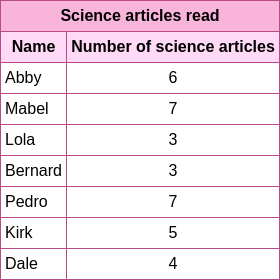 Science articles read
Name Number of science articles
Abby 6
Mabel 7
Lola 3
Bernard 3
Pedro 7
Kirk 5
Dale 4